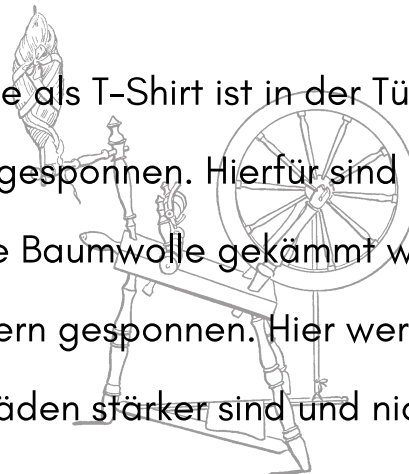 e als T-Shirt ist in der Tü
gesponnen. Hierfür sind
e Baumwolle gekämmt w
ern gesponnen. Hier wer
äden stärker sind und nic